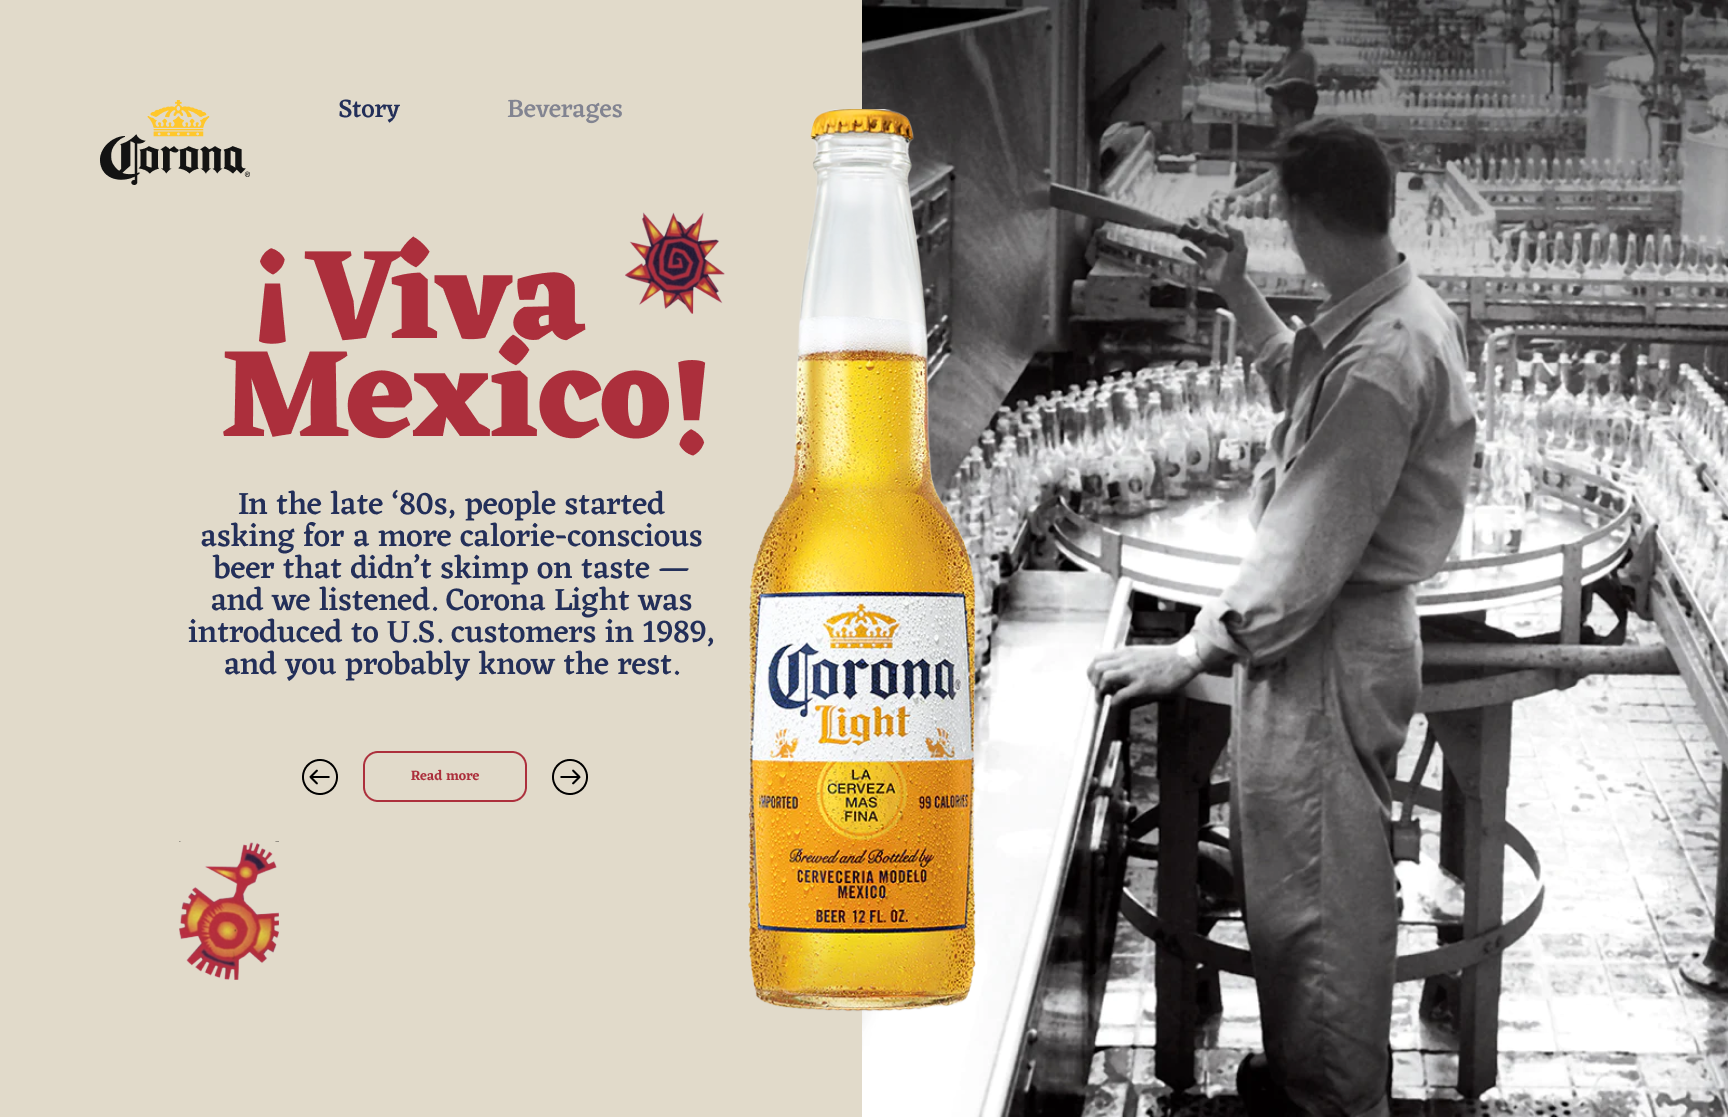 Story
Beverages
Corona®
¡Viva
Mexico!
In the late ‘80s, people started
asking for a more calorie-conscious
beer that didn’t skimp on taste —
and we listened. Corona Light was
introduced to U.S. customers in 1989,
and you probably know the rest.
Read more
Corona®
Light
LA
CERVEZA
MAS
FINA
IMPORTED
99 CALORIES
Brewed and Bottled by
CERVECERIA MODELO
MEXICO
BEER 12 FL. OZ.